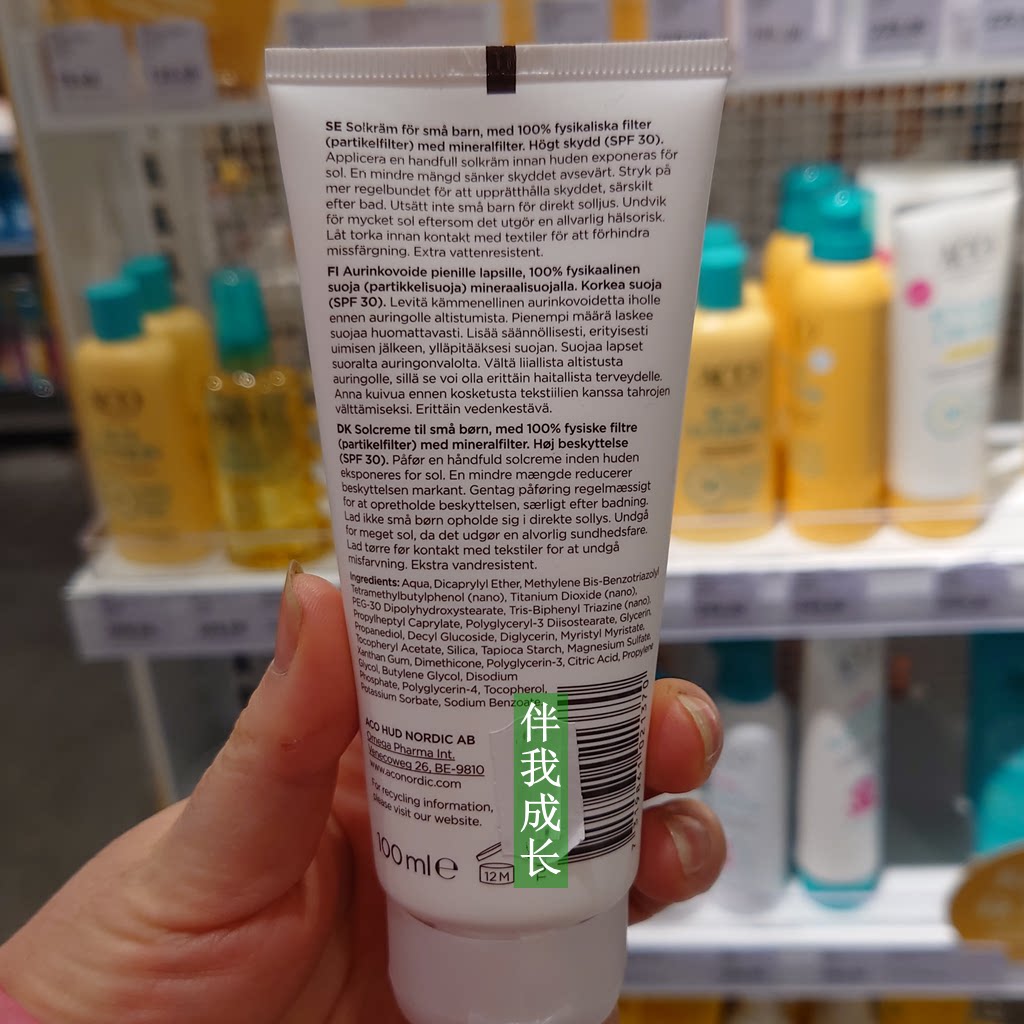 SE Solkräm för små barn, med 100% fysikaliska filter
(partikelfilter) med mineralfilter. Högt skydd (SPF 30).
Applicera en handfull solkräm innan huden exponeras för
sol. En mindre mängd sänker skyddet avsevärt. Stryk på
mer regelbundet för att upprätthålla skyddet, särskilt
efter bad. Utsätt inte små barn för direkt solljus. Undvik
för mycket sol eftersom det utgör en allvarlig hälsorisk.
Låt torka innan kontakt med textiler för att förhindra
missfärgning. Extra vattenresistent.
FI Aurinkovoide pienille lapsille, 100% fysikaalinen
suoja (partikkelisuoja) mineraalisuojalla. Korkea suoja
(SPF 30). Levitä kämmenellinen aurinkovoidetta iholle
ennen auringolle altistumista. Pienempi määrä laskee
suojaa huomattavasti. Lisää säännöllisesti, erityisesti
uimisen jälkeen, ylläpitääksesi suojan. Suojaa lapset
suoralta auringonvalolta. Vältä liiallista altistusta
auringolle, sillä se voi olla erittäin haitallista terveydelle.
Anna kuivua ennen kosketusta tekstiilien kanssa tahrojen
välttämiseksi. Erittäin vedenkestävä.
DK Solcreme til små børn, med 100% fysiske filtre
(partikelfilter) med mineralfilter. Høj beskyttelse
(SPF 30). Påfør en håndfuld solcreme inden huden
eksponeres for sol. En mindre mængde reducerer
beskyttelsen markant. Gentag påføring regelmæssigt
for at opretholde beskyttelsen, særligt efter badning.
Lad ikke små børn opholde sig i direkte sollys. Undgå
for meget sol, da det udgør en alvorlig sundhedsfare.
Lad tørre før kontakt med tekstiler for at undgå
misfarvning. Ekstra vandresistent.
Ingredients: Aqua, Dicaprylyl Ether, Methylene Bis-Benzotriazolyl
Tetramethylbutylphenol (nano), Titanium Dioxide (nano),
PEG-30 Dipolyhydroxystearate, Tris-Biphenyl Triazine (nano),
Propylheptyl Caprylate, Polyglyceryl-3 Diisostearate, Glycerin,
Propanediol, Decyl Glucoside, Diglycerin, Myristyl Myristate,
Tocopheryl Acetate, Silica, Tapioca Starch, Magnesium Sulfate,
Xanthan Gum, Dimethicone, Polyglycerin-3, Citric Acid, Propylene
Glycol, Butylene Glycol, Disodium
Phosphate, Polyglycerin-4, Tocopherol,
Potassium Sorbate, Sodium Benzoate.
ACO HUD NORDIC AB
Omega Pharma Int.
Venecoweg 26, BE-9810
www.aconordic.com
For recycling information,
please visit our website.
100 ml e
12 M
伴我成长
ACO
ACO
ACO